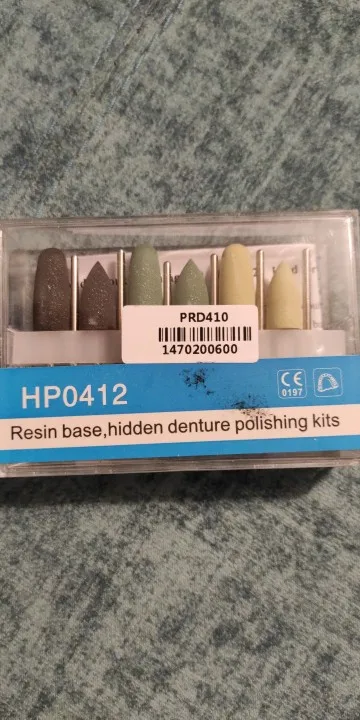 PRD410
1470200600
HP0412
CE
0197
Resin base,hidden denture polishing kits